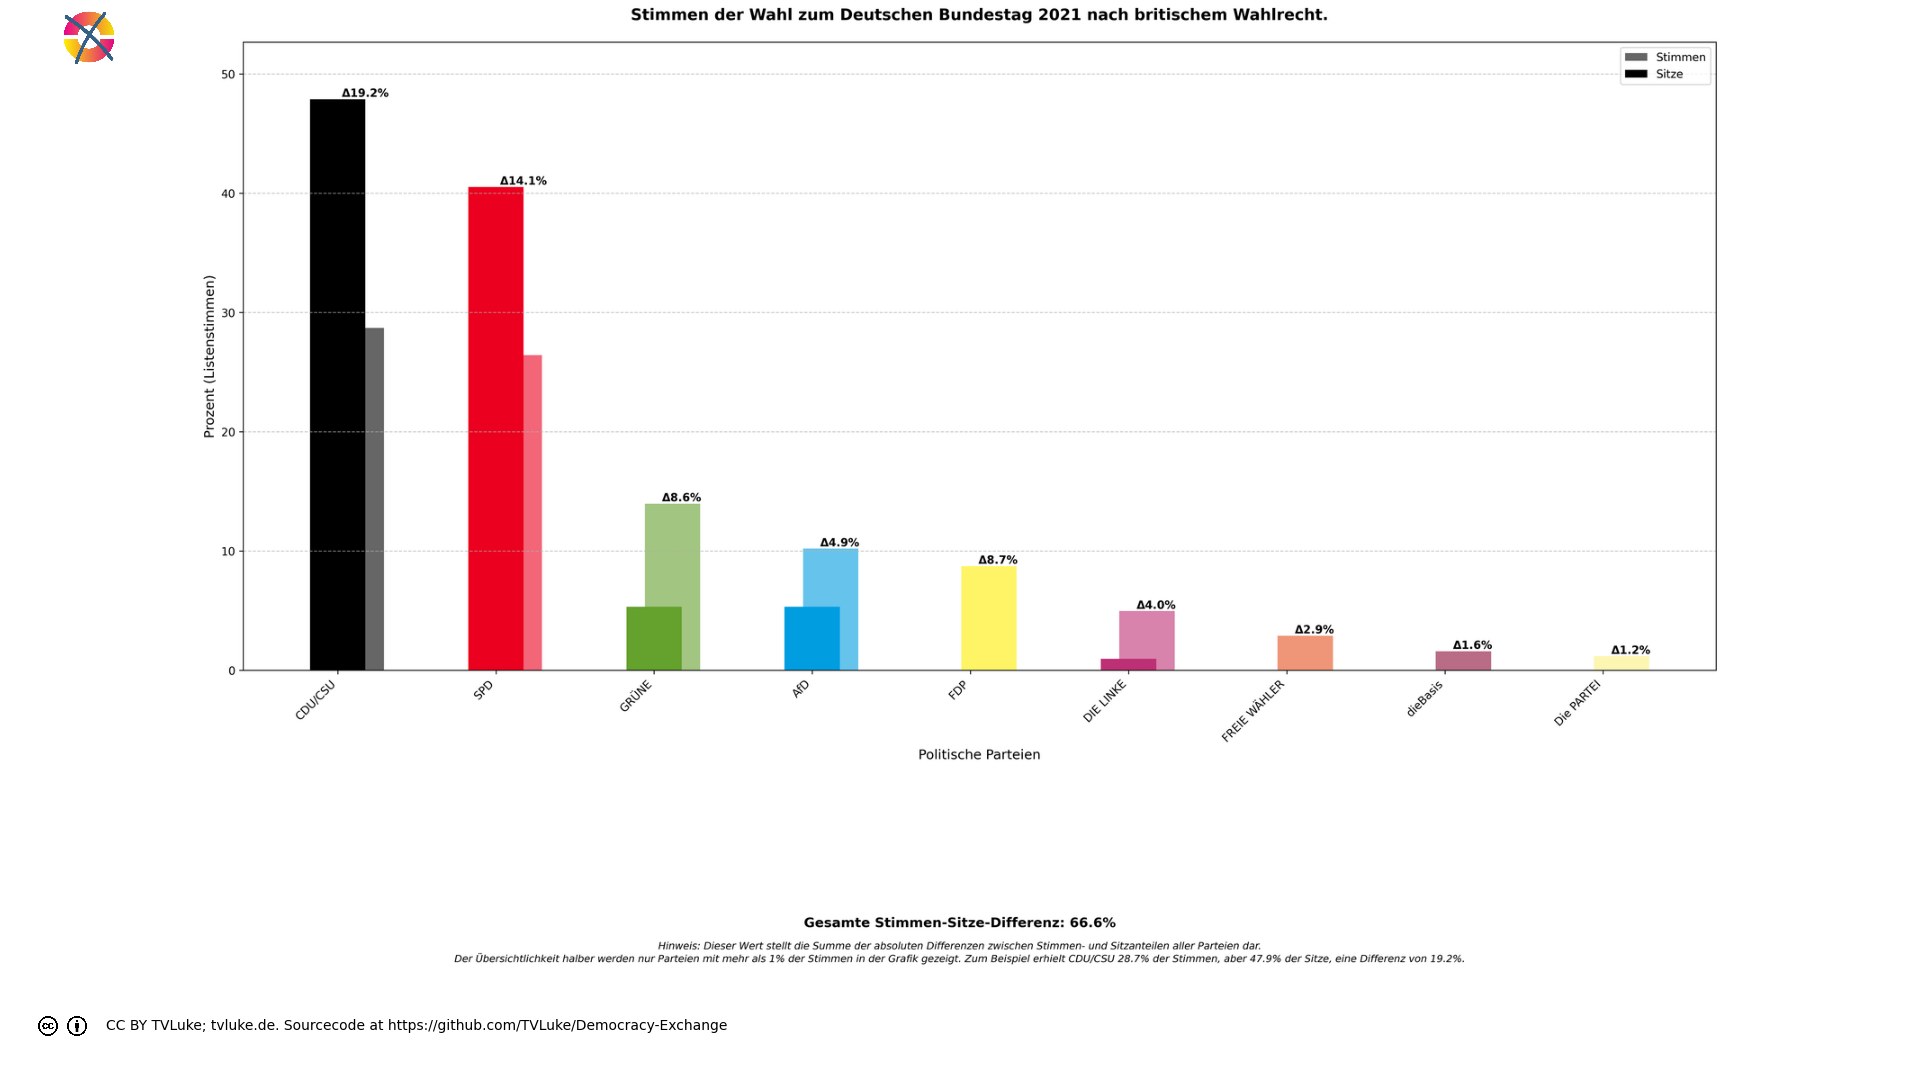 Stimmen der Wahl zum Deutschen Bundestag 2021 nach britischem Wahlrecht.
Stimmen
Sitze
Prozent (Listenstimmen)
50
40
30
20
10
0
Δ19.2%
Δ14.1%
Δ8.6%
Δ4.9%
Δ8.7%
Δ4.0%
Δ2.9%
Δ1.6%
Δ1.2%
CDU/CSU
SPD
GRÜNE
AfD
FDP
DIE LINKE
FREIE WÄHLER
dieBasis
Die PARTEI
Politische Parteien
Gesamte Stimmen-Sitze-Differenz: 66.6%
Hinweis: Dieser Wert stellt die Summe der absoluten Differenzen zwischen Stimmen- und Sitzanteilen aller Parteien dar.
Der Übersichtlichkeit halber werden nur Parteien mit mehr als 1% der Stimmen in der Grafik gezeigt. Zum Beispiel erhielt CDU/CSU 28.7% der Stimmen, aber 47.9% der Sitze, eine Differenz von 19.2%.
cc
CC BY TVLuke; tvluke.de. Sourcecode at https://github.com/TVLuke/Democracy-Exchange